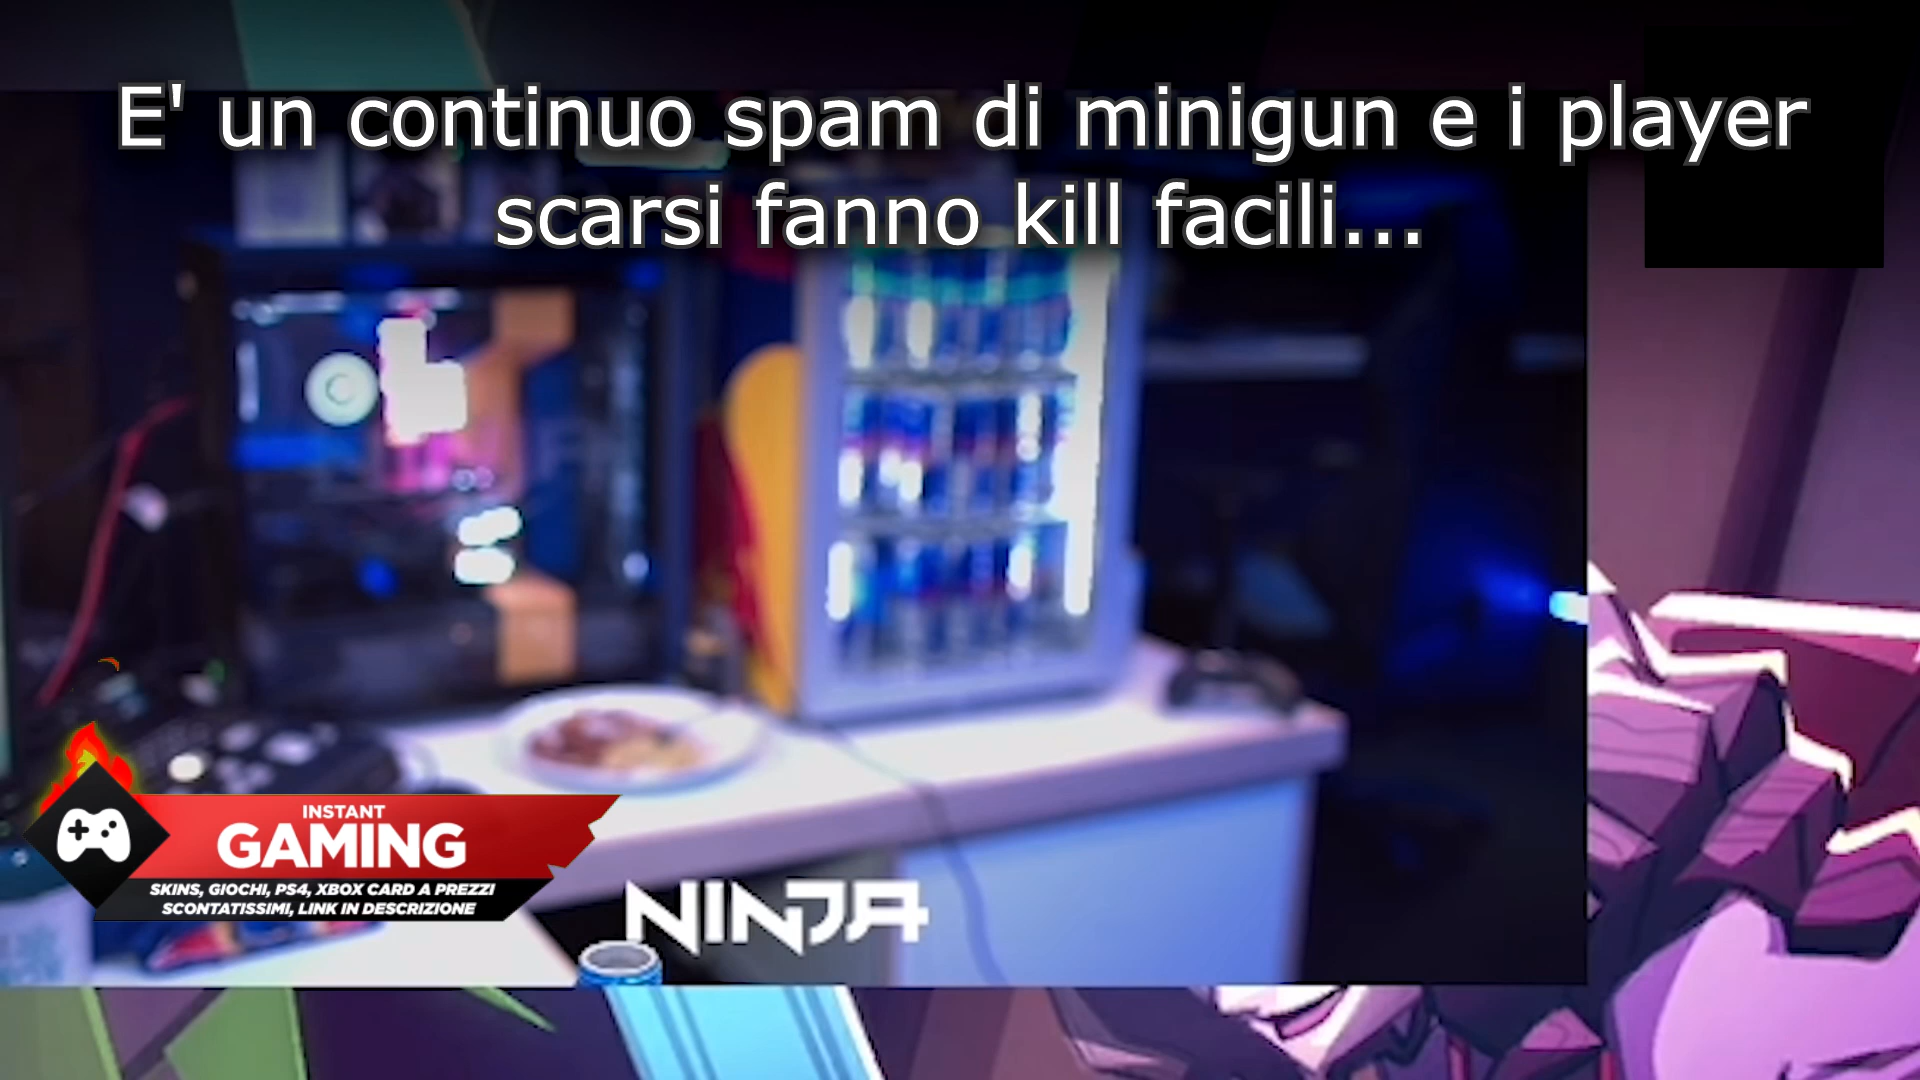 E' un continuo spam di minigun e i player
scarsi fanno kill facili...
INSTANT
GAMING
SKINS, GIOCHI, PS4, XBOX CARD A PREZZI
SCONTATISSIMI, LINK IN DESCRIZIONE
NINJA